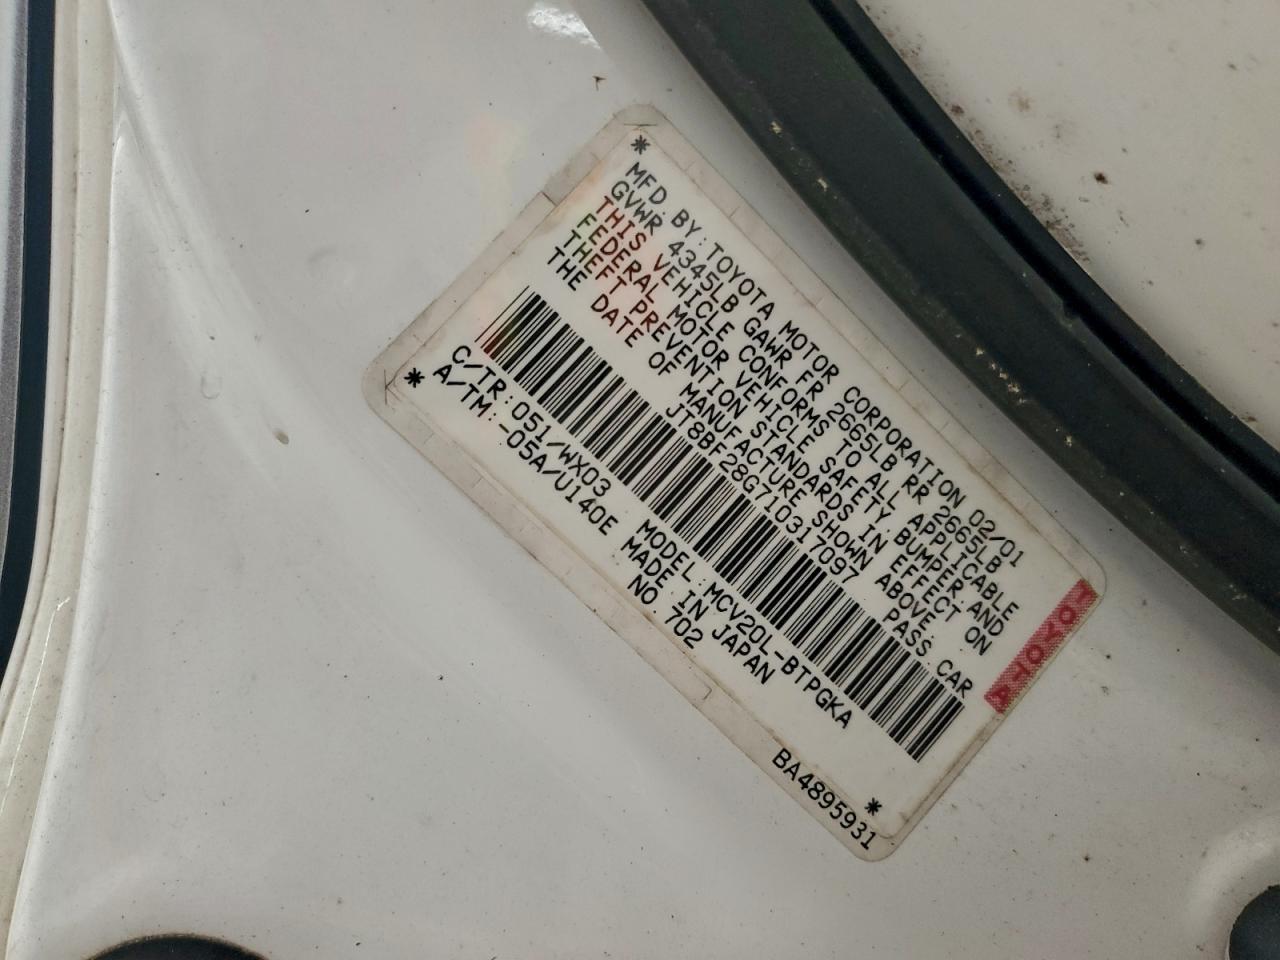 *
MFD. BY: TOYOTA MOTOR CORPORATION 02/01
GVWR 4345LB GAWR FR 2665LB RR 2665LB
THIS VEHICLE CONFORMS TO ALL APPLICABLE
FEDERAL MOTOR VEHICLE SAFETY, BUMPER, AND
THEFT PREVENTION STANDARDS IN EFFECT ON
THE DATE OF MANUFACTURE SHOWN ABOVE.
JT8BF28G710317097 PASS. CAR
C/TR: 051/WX03 MODEL: MCV20L-BTPGKA
A/TM: -05A/U140E MADE IN JAPAN
* NO. 702 *
BA4895931
TOYOTA
K